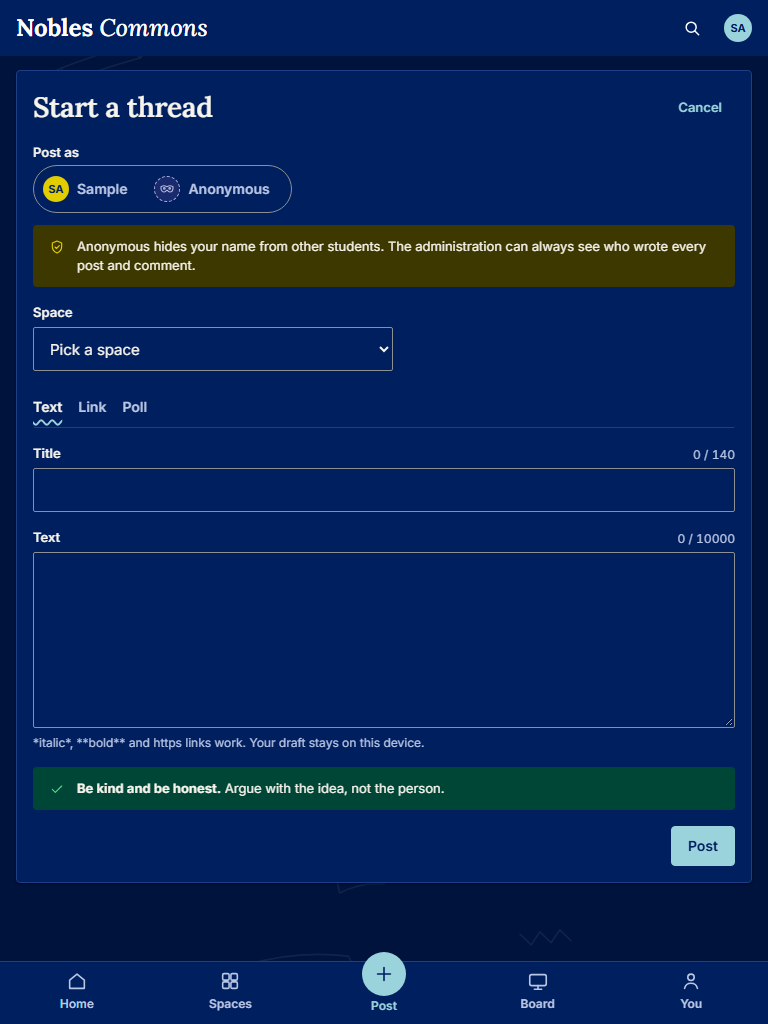 Nobles Commons
SA
Start a thread
Cancel
Post as
SA Sample Anonymous
Anonymous hides your name from other students. The administration can always see who wrote every
post and comment.
Space
Pick a space
Text Link Poll
Title 0 / 140
Text 0 / 10000
*italic*, **bold** and https links work. Your draft stays on this device.
Be kind and be honest. Argue with the idea, not the person.
Post
Home Spaces Post Board You